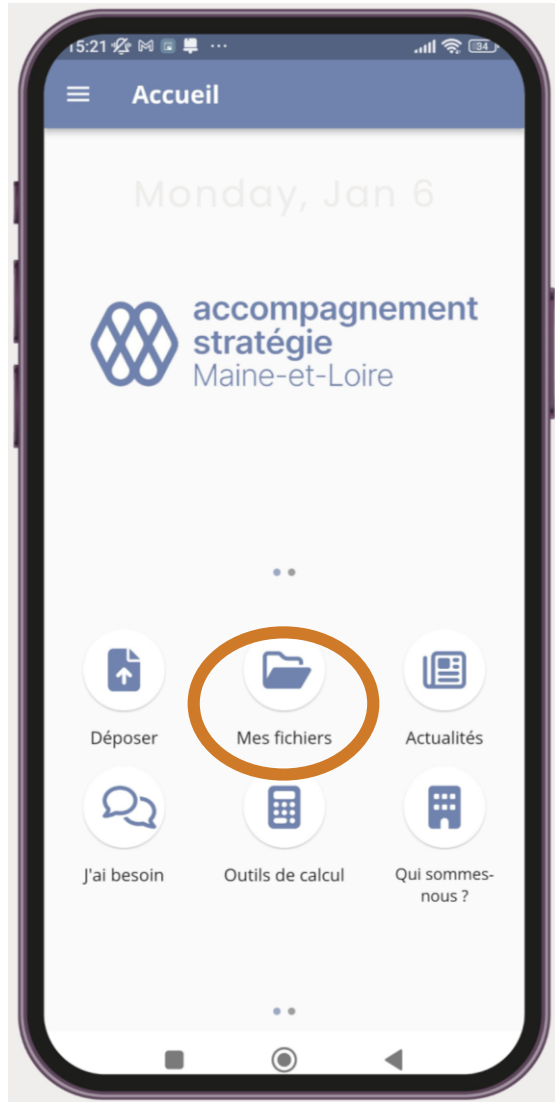 15:21 ... 34
Accueil
Monday, Jan 6
accompagnement
stratégie
Maine-et-Loire
Déposer
Mes fichiers
Actualités
J'ai besoin
Outils de calcul
Qui sommes-
nous ?